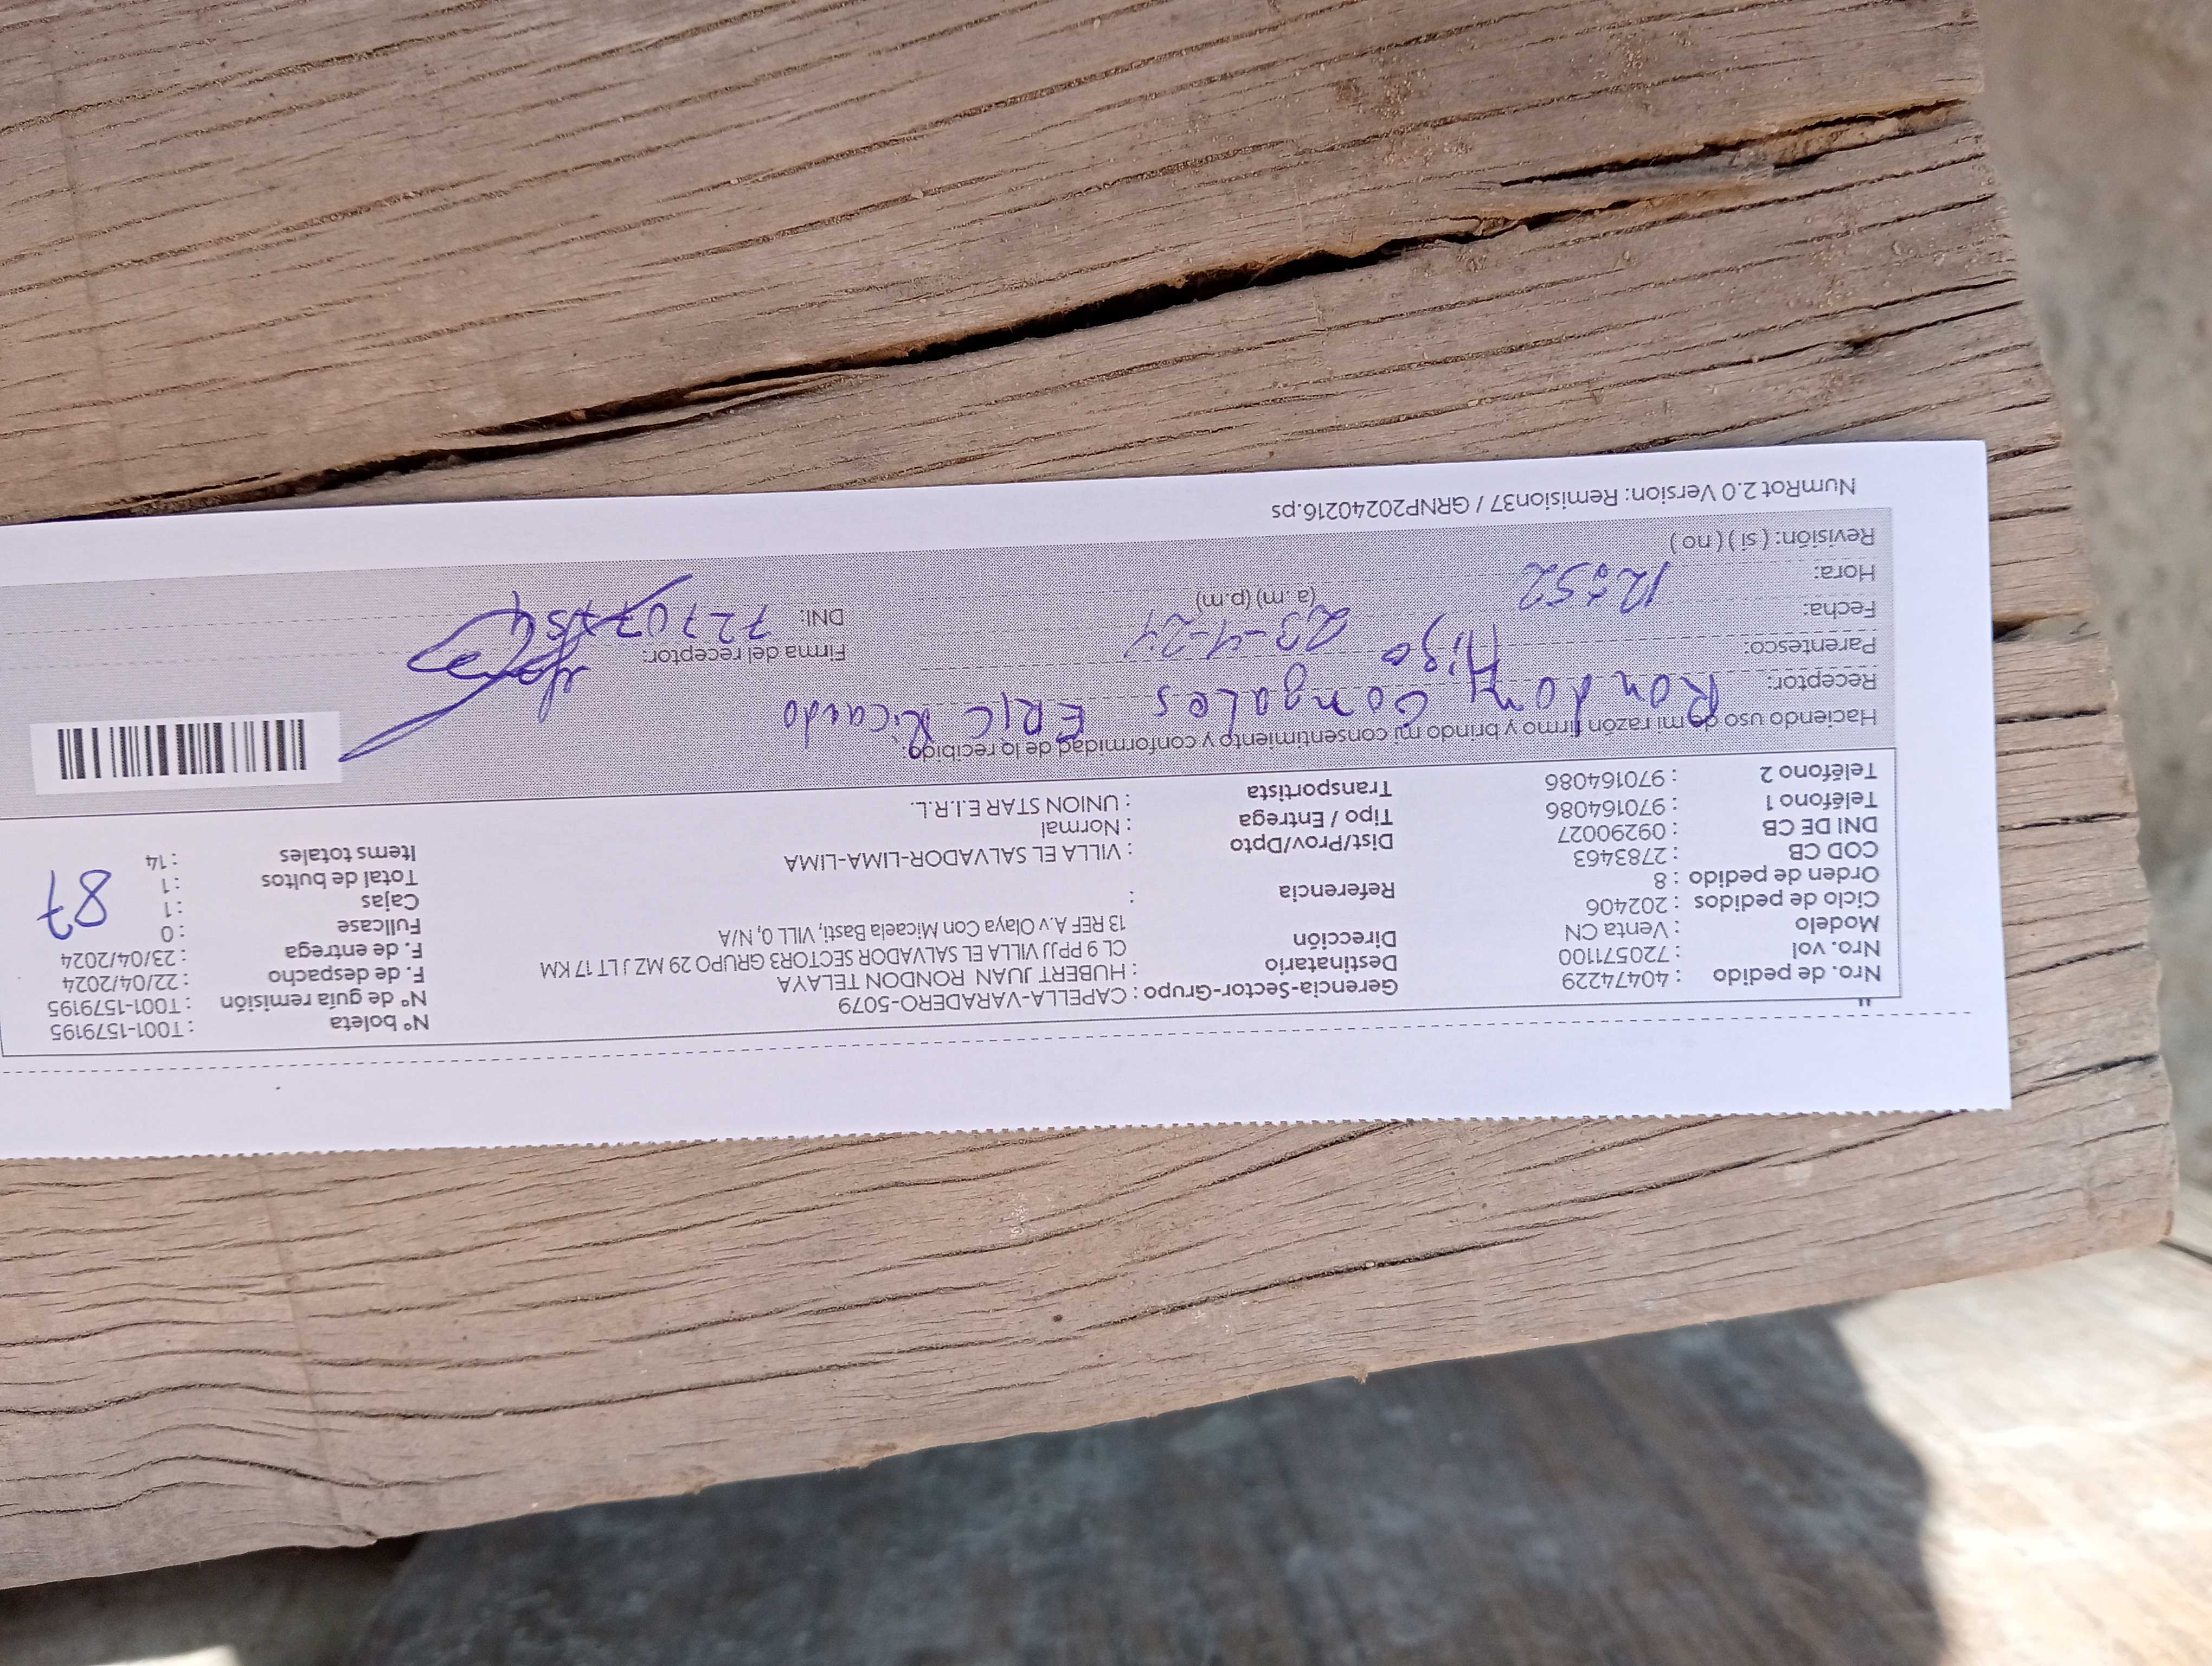 Nro. de pedido : 40474229 Gerencia-Sector-Grupo : CAPELLA-VARADERO-5079 Nº boleta : T001-1579195
Nro. vol : 720571100 Destinatario : HUBERT JUAN RONDON TELAYA Nº de guía remisión : T001-1579195
Modelo : Venta CN Dirección CL 9 PPJJ VILLA EL SALVADOR SECTOR3 GRUPO 29 MZ J LT 17 KM F. de despacho : 22/04/2024
Ciclo de pedidos : 202406 13 REF A.v Olaya Con Micaela Basti, VILL 0, N/A F. de entrega : 23/04/2024
Orden de pedido : 8 Referencia : Fullcase : 0
COD CB : 2783463 Dist/Prov/Dpto : VILLA EL SALVADOR-LIMA-LIMA Cajas : 1
DNI DE CB : 09290027 Tipo / Entrega : Normal Total de bultos : 1
Teléfono 1 : 970164086 Transportista : UNION STAR E.I.R.L. Items totales : 14
Teléfono 2 : 970164086
87
Haciendo uso de mi razón firmo y brindo mi consentimiento y conformidad de lo recibido:
Receptor: Rondon Gongales ERIC Ricardo
Parentesco: Hijo Firma del receptor:
Fecha: 23-4-24 DNI:
Hora: 12:52 (a. m) (p.m)
Revisión: ( si ) ( no )
NumRot 2.0 Version: Remision37 / GRNP20240216.ps